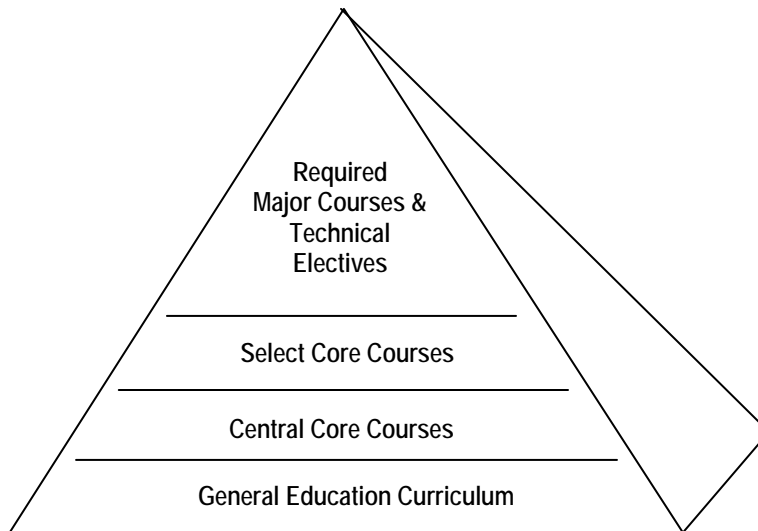 Required
Major Courses &
Technical
Electives
Select Core Courses
Central Core Courses
General Education Curriculum